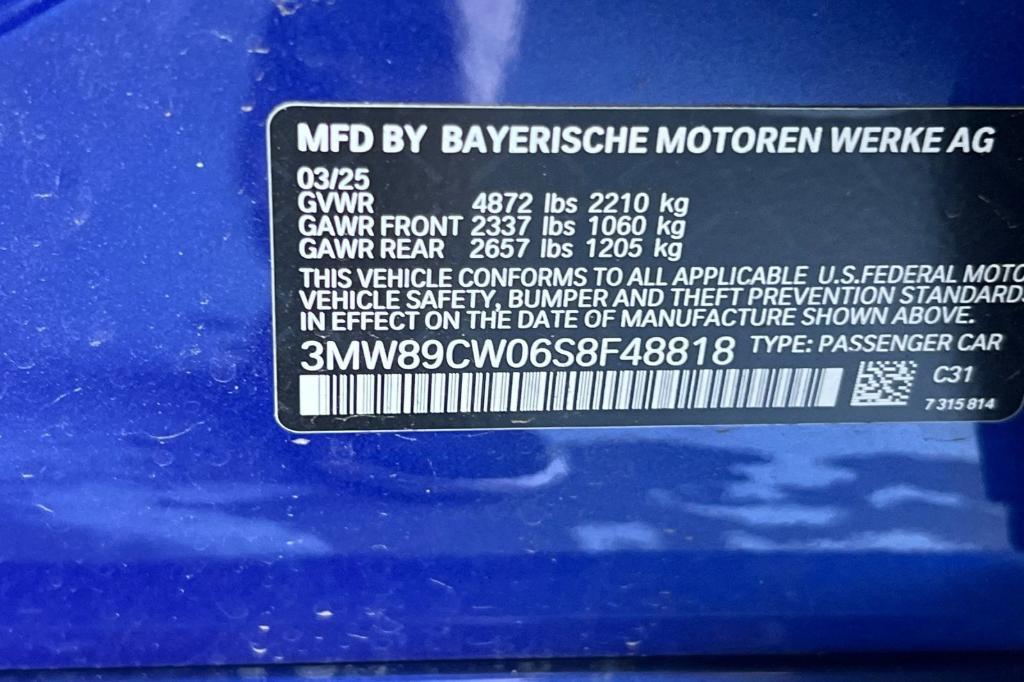 MFD BY BAYERISCHE MOTOREN WERKE AG
03/25
GVWR 4872 lbs 2210 kg
GAWR FRONT 2337 lbs 1060 kg
GAWR REAR 2657 lbs 1205 kg
THIS VEHICLE CONFORMS TO ALL APPLICABLE U.S.FEDERAL MOTO
VEHICLE SAFETY, BUMPER AND THEFT PREVENTION STANDARDS
IN EFFECT ON THE DATE OF MANUFACTURE SHOWN ABOVE.
3MW89CW06S8F48818 TYPE: PASSENGER CAR
C31
7 315 814